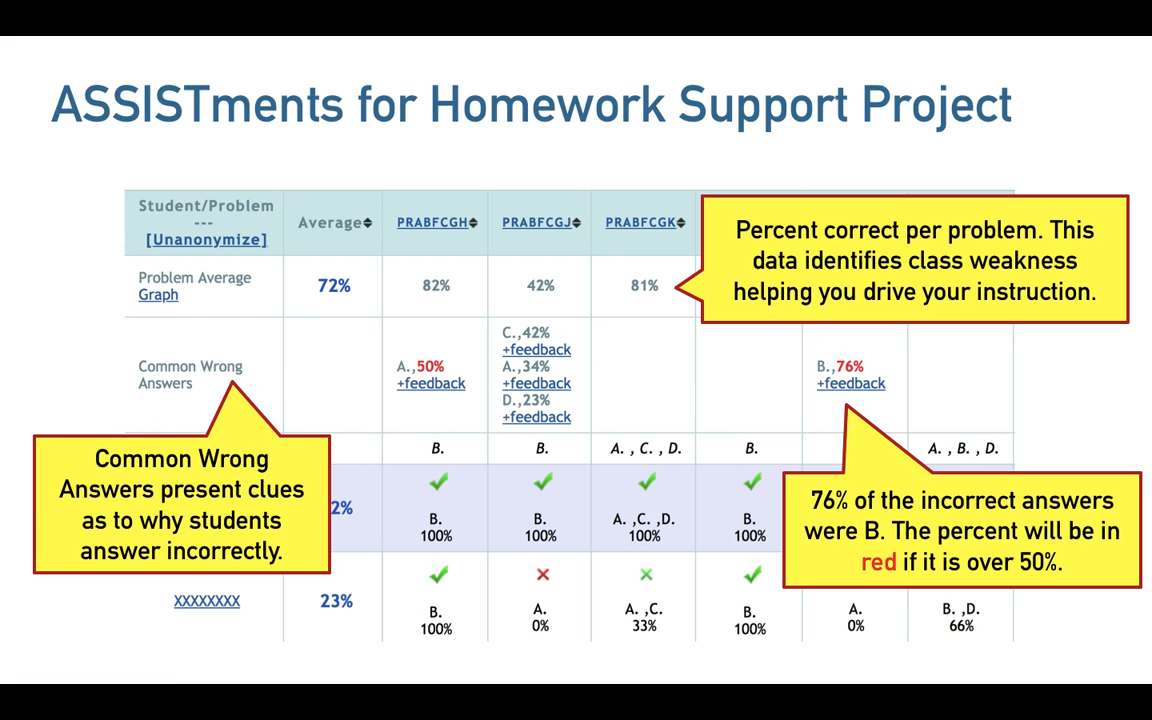 ASSISTments for Homework Support Project
Student/Problem
---
[Unanonymize]
Average
PRABFCGH
PRABFCGJ
PRABFCGK
Percent correct per problem. This
data identifies class weakness
helping you drive your instruction.
Problem Average
Graph
72%
82%
42%
81%
Common Wrong
Answers
A.,50%
+feedback
C.,42%
+feedback
A.,34%
+feedback
D.,23%
+feedback
B.,76%
+feedback
Common Wrong
Answers present clues
as to why students
answer incorrectly.
B.
B.
A. , C. , D.
B.
A. , B. , D.
2%
B.
100%
B.
100%
A. ,C. ,D.
100%
B.
100%
76% of the incorrect answers
were B. The percent will be in
red if it is over 50%.
XXXXXXXX
23%
B.
100%
A.
0%
A. ,C.
33%
B.
100%
A.
0%
B. ,D.
66%